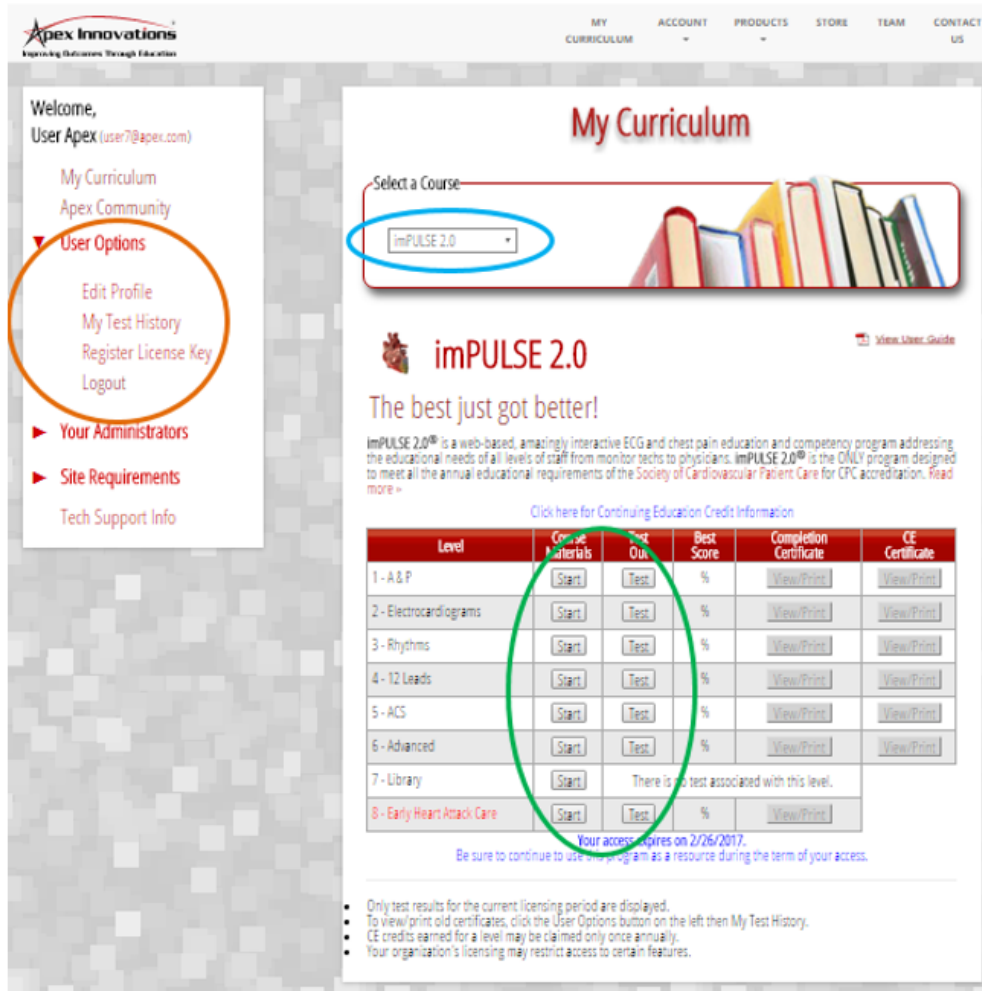 Apex Innovations
Improving Outcomes Through Education
MY CURRICULUM
ACCOUNT
PRODUCTS
STORE
TEAM
CONTACT US
Welcome,
User Apex (user7@apex.com)
My Curriculum
Apex Community
User Options
Edit Profile
My Test History
Register License Key
Logout
Your Administrators
Site Requirements
Tech Support Info
My Curriculum
Select a Course
imPULSE 2.0
imPULSE 2.0
View User Guide
The best just got better!
imPULSE 2.0® is a web-based, amazingly interactive ECG and chest pain education and competency program addressing
the educational needs of all levels of staff from monitor techs to physicians. imPULSE 2.0® is the ONLY program designed
to meet all the annual educational requirements of the Society of Cardiovascular Patient Care for CPC accreditation. Read
more »
Click here for Continuing Education Credit Information
Level Course Materials Test Out Best Score Completion Certificate CE Certificate
1 - A & P Start Test % View/Print View/Print
2 - Electrocardiograms Start Test % View/Print View/Print
3 - Rhythms Start Test % View/Print View/Print
4 - 12 Leads Start Test % View/Print View/Print
5 - ACS Start Test % View/Print View/Print
6 - Advanced Start Test % View/Print View/Print
7 - Library Start There is no test associated with this level.
8 - Early Heart Attack Care Start Test % View/Print
Your access expires on 2/26/2017.
Be sure to continue to use this program as a resource during the term of your access.
Only test results for the current licensing period are displayed.
To view/print old certificates, click the User Options button on the left then My Test History.
CE credits earned for a level may be claimed only once annually.
Your organization's licensing may restrict access to certain features.